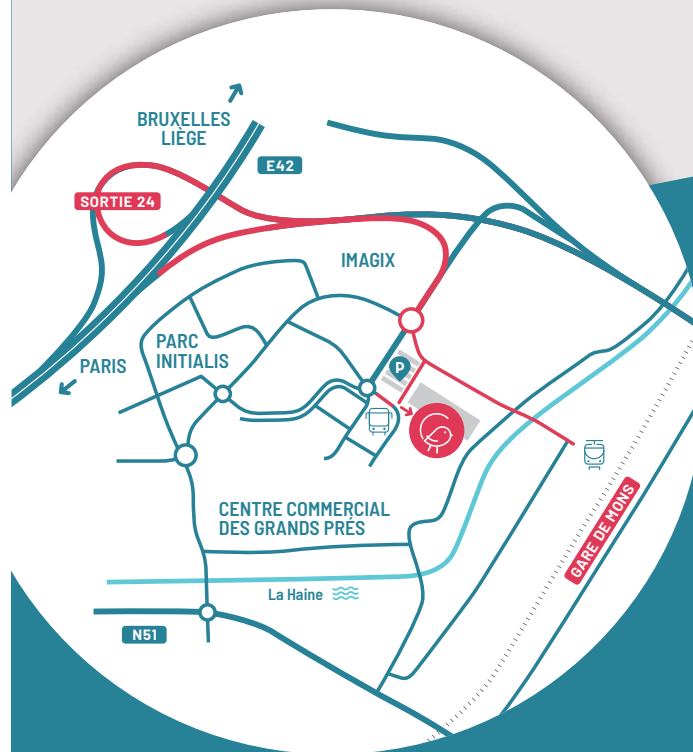 BRUXELLES
LIÈGE
E42
SORTIE 24
IMAGIX
PARC
INITIALIS
PARIS
P
CENTRE COMMERCIAL
DES GRANDS PRÉS
GARE DE MONS
La Haine
N51